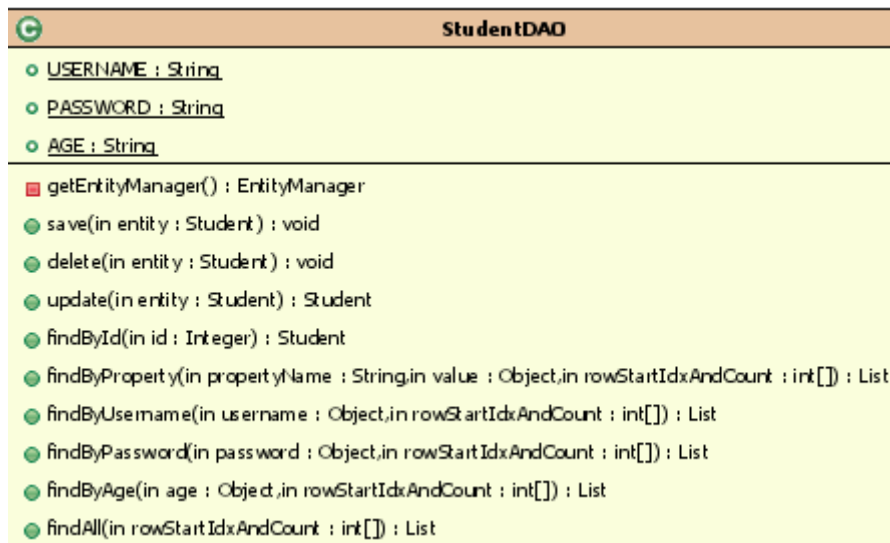 C StudentDAO
USERNAME : String
PASSWORD : String
AGE : String
getEntityManager() : EntityManager
save(in entity : Student) : void
delete(in entity : Student) : void
update(in entity : Student) : Student
findById(in id : Integer) : Student
findByProperty(in propertyName : String,in value : Object,in rowStartIdxAndCount : int[]) : List
findByUsername(in username : Object,in rowStartIdxAndCount : int[]) : List
findByPassword(in password : Object,in rowStartIdxAndCount : int[]) : List
findByAge(in age : Object,in rowStartIdxAndCount : int[]) : List
findAll(in rowStartIdxAndCount : int[]) : List